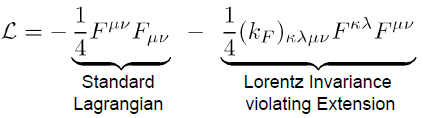 ℒ = − 1/4 F^{μν}F_{μν} − 1/4 (k_F)_{κλμν}F^{κλ}F^{μν}
Standard Lagrangian
Lorentz Invariance violating Extension